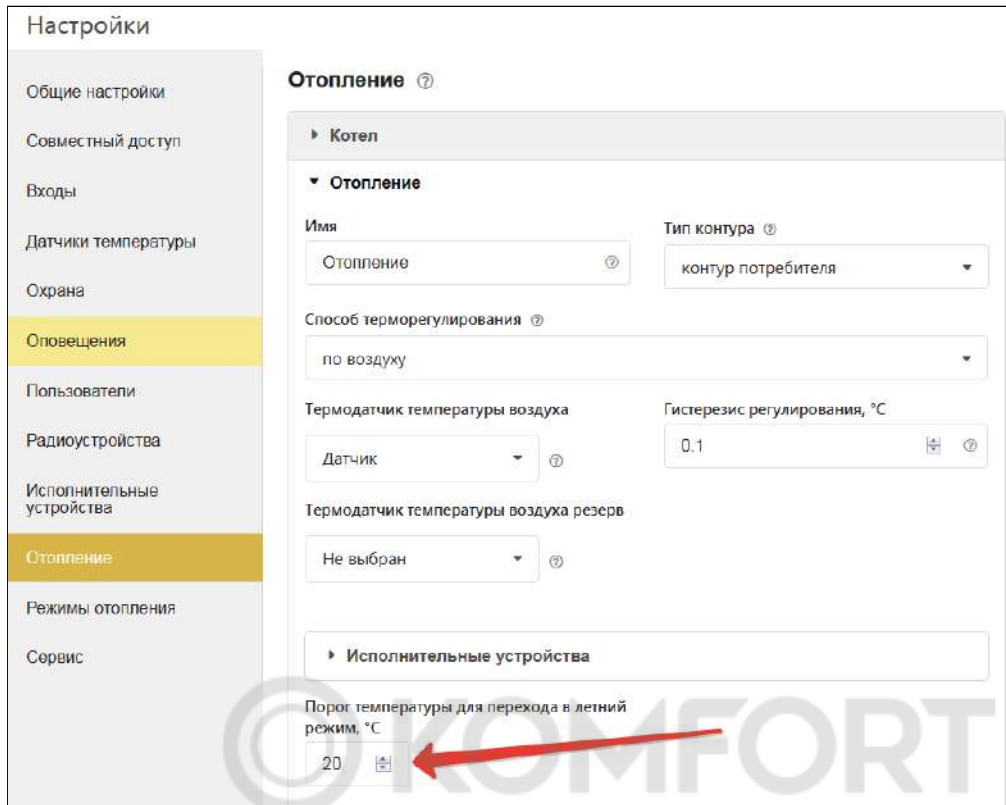 Настройки
Общие настройки
Совместный доступ
Входы
Датчики температуры
Охрана
Оповещения
Пользователи
Радиоустройства
Исполнительные
устройства
Отопление
Режимы отопления
Сервис
Отопление
Котел
Отопление
Имя
Тип контура
Отопление
контур потребителя
Способ терморегулирования
по воздуху
Термодатчик температуры воздуха
Гистерезис регулирования, °C
Датчик
0.1
Термодатчик температуры воздуха резерв
Не выбран
Исполнительные устройства
Порог температуры для перехода в летний
режим, °C
20
KOMFORT